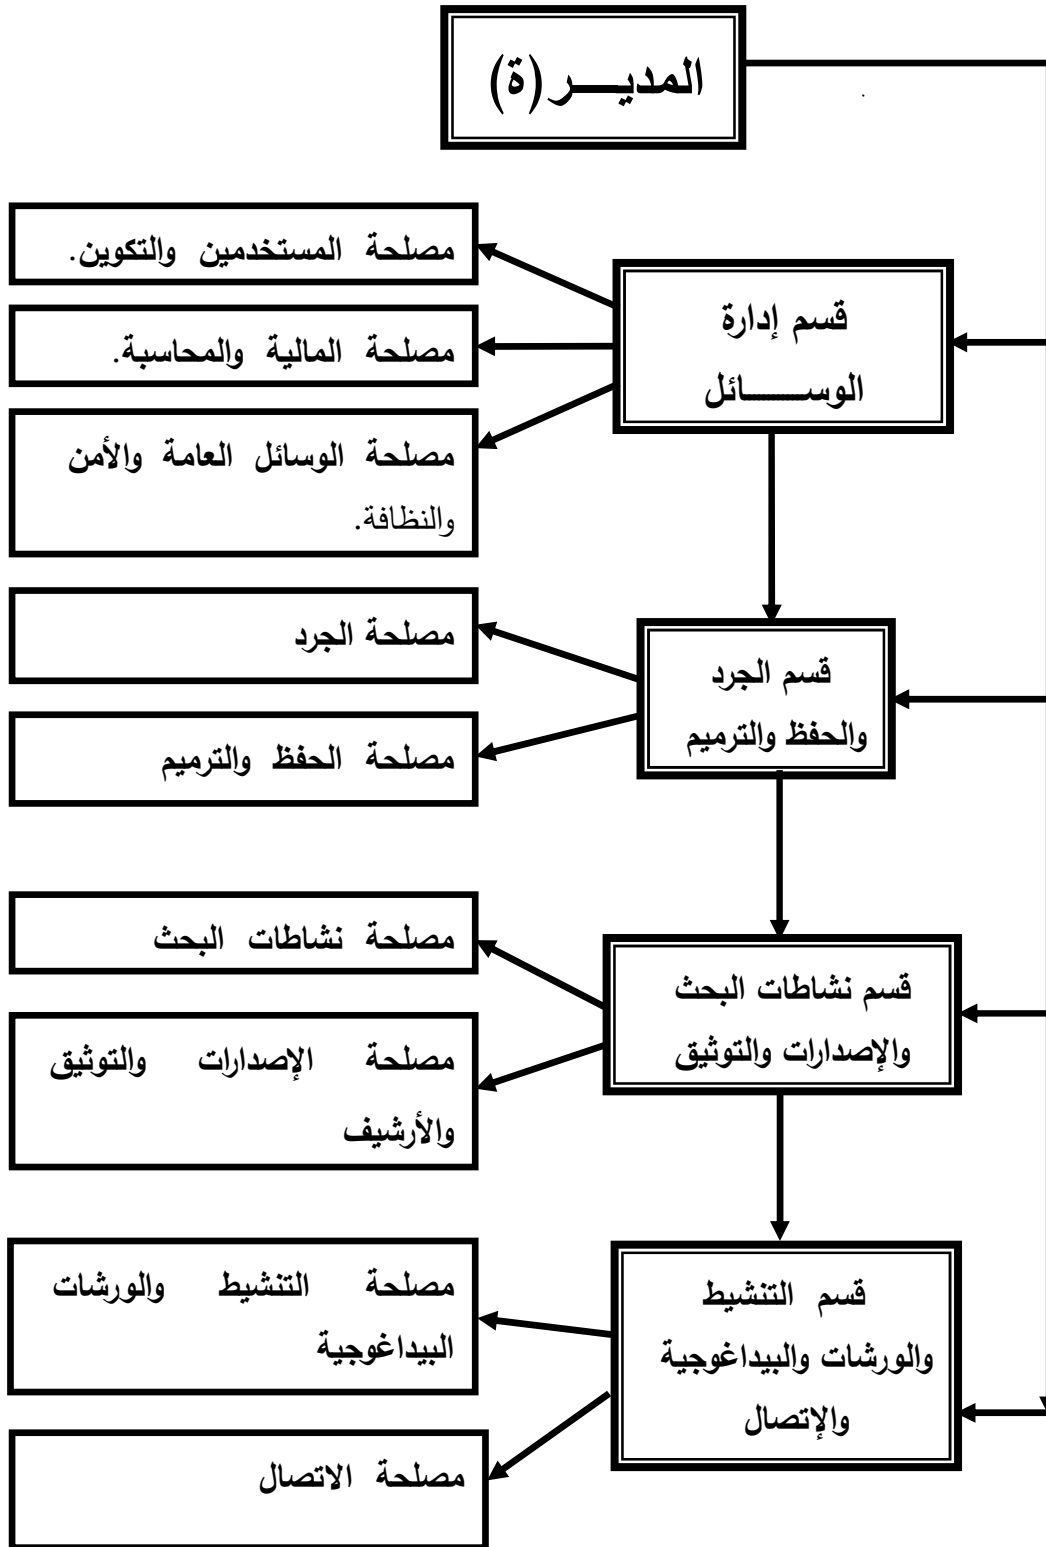 المديـــر(ة)
مصلحة المستخدمين والتكوين.
قسم إدارة
الوســـــائل
مصلحة المالية والمحاسبة.
مصلحة الوسائل العامة والأمن
والنظافة.
قسم الجرد
والحفظ والترميم
مصلحة الجرد
مصلحة الحفظ والترميم
قسم نشاطات البحث
والإصدارات والتوثيق
مصلحة نشاطات البحث
مصلحة الإصدارات والتوثيق
والأرشيف
قسم التنشيط
والورشات والبيداغوجية
والإتصال
مصلحة التنشيط والورشات
البيداغوجية
مصلحة الاتصال